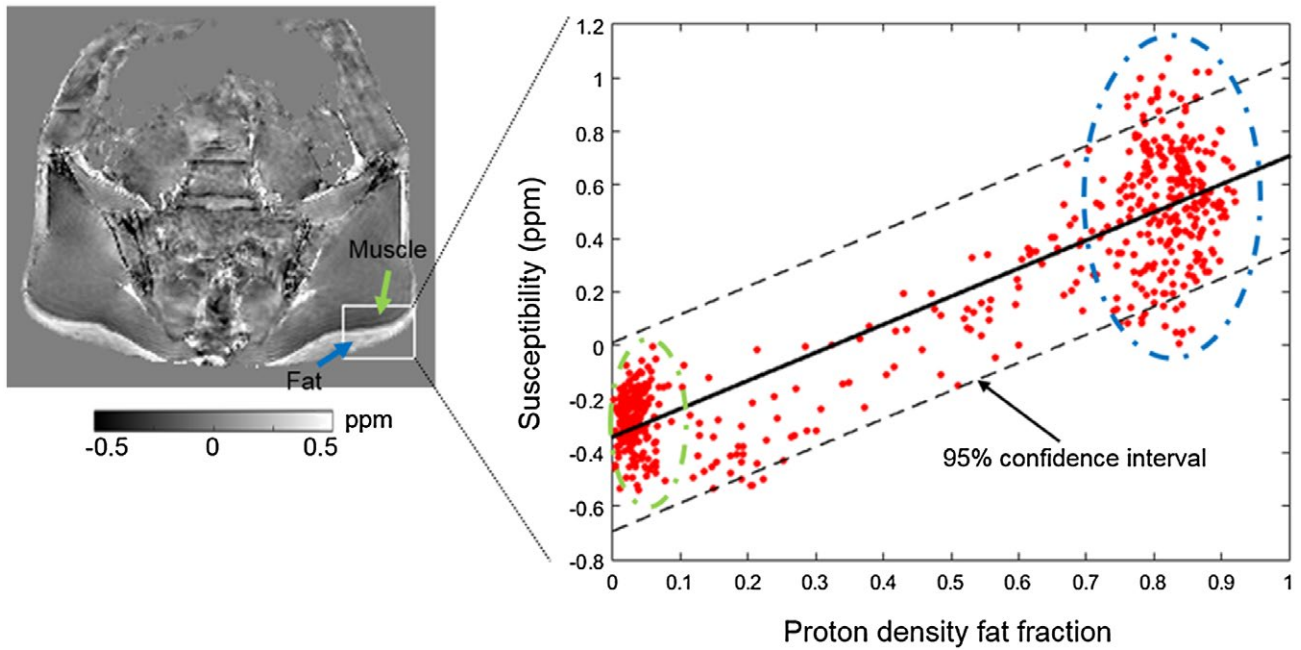 Muscle
Fat
ppm
-0.5 0 0.5
Susceptibility (ppm)
1.2
1
0.8
0.6
0.4
0.2
0
-0.2
-0.4
-0.6
-0.8
95% confidence interval
0 0.1 0.2 0.3 0.4 0.5 0.6 0.7 0.8 0.9 1
Proton density fat fraction